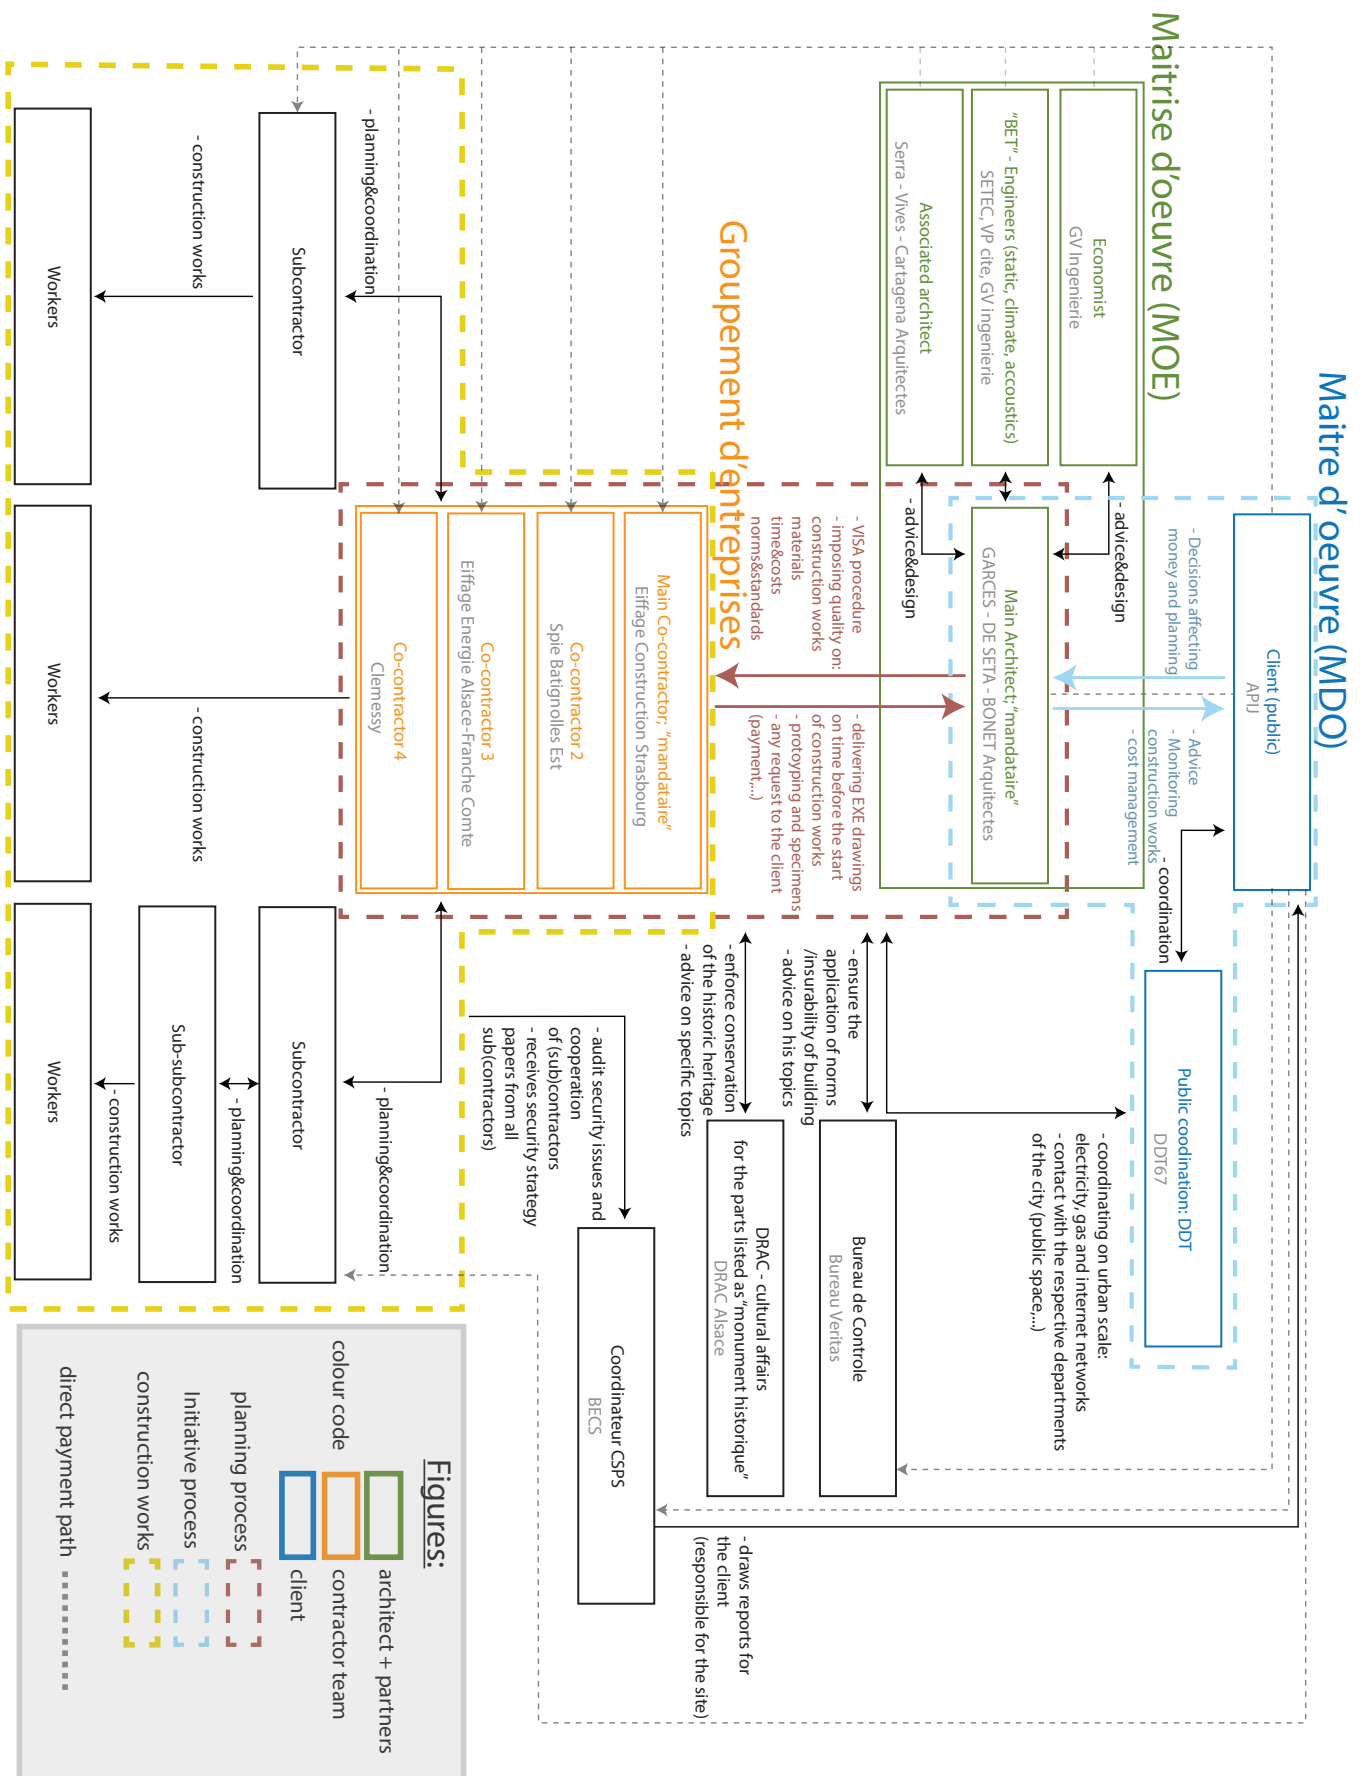 Maitre d'oeuvre (MDO)
Client (public)
APIJ
Maitrise d'oeuvre (MOE)
- Decisions affecting
money and planning
- Advice
- Monitoring
construction works
- cost management
- coordination
Public coodination: DDT
DDT67
- advice&design
Economist
GV Ingenierie
"BET" - Engineers (static, climate, accoustics)
SETEC, VP cite, GV ingenierie
Associated architect
Serra - Vives - Cartagena Arquitectes
Main Architect; "mandataire"
GARCES - DE SETA - BONET Arquitectes
- advice&design
- coordinating on urban scale:
electricity, gas and internet networks
- contact with the respective departments
of the city (public space,...)
- VISA procedure
- imposing quality on:
construction works
materials
time&costs
norms&standards
- delivering EXE drawings
on time before the start
of construction works
- protoyping and specimens
- any request to the client
(payment,...)
- ensure the
application of norms
/insurability of building
- advice on his topics
Bureau de Controle
Bureau Veritas
- enforce conservation
of the historic heritage
- advice on specific topics
DRAC - cultural affairs
for the parts listed as "monument historique"
DRAC Alsace
- draws reports for
the client
(responsible for the site)
Groupement d'entreprises
Main Co-contractor; "mandataire"
Eiffage Construction Strasbourg
Co-contractor 2
Spie Batignolles Est
Co-contractor 3
Eiffage Energie Alsace-Franche Comte
Co-contractor 4
Clemessy
- audit security issues and
cooperation
of (sub)contractors
- receives security strategy
papers from all
sub(contractors)
Coordinateur CSPS
BECS
- planning&coordination
- planning&coordination
Subcontractor
Subcontractor
- construction works
- construction works
- planning&coordination
Sub-subcontractor
- construction works
Workers
Workers
Workers
Figures:
colour code
architect + partners
contractor team
client
planning process
Initiative process
construction works
direct payment path